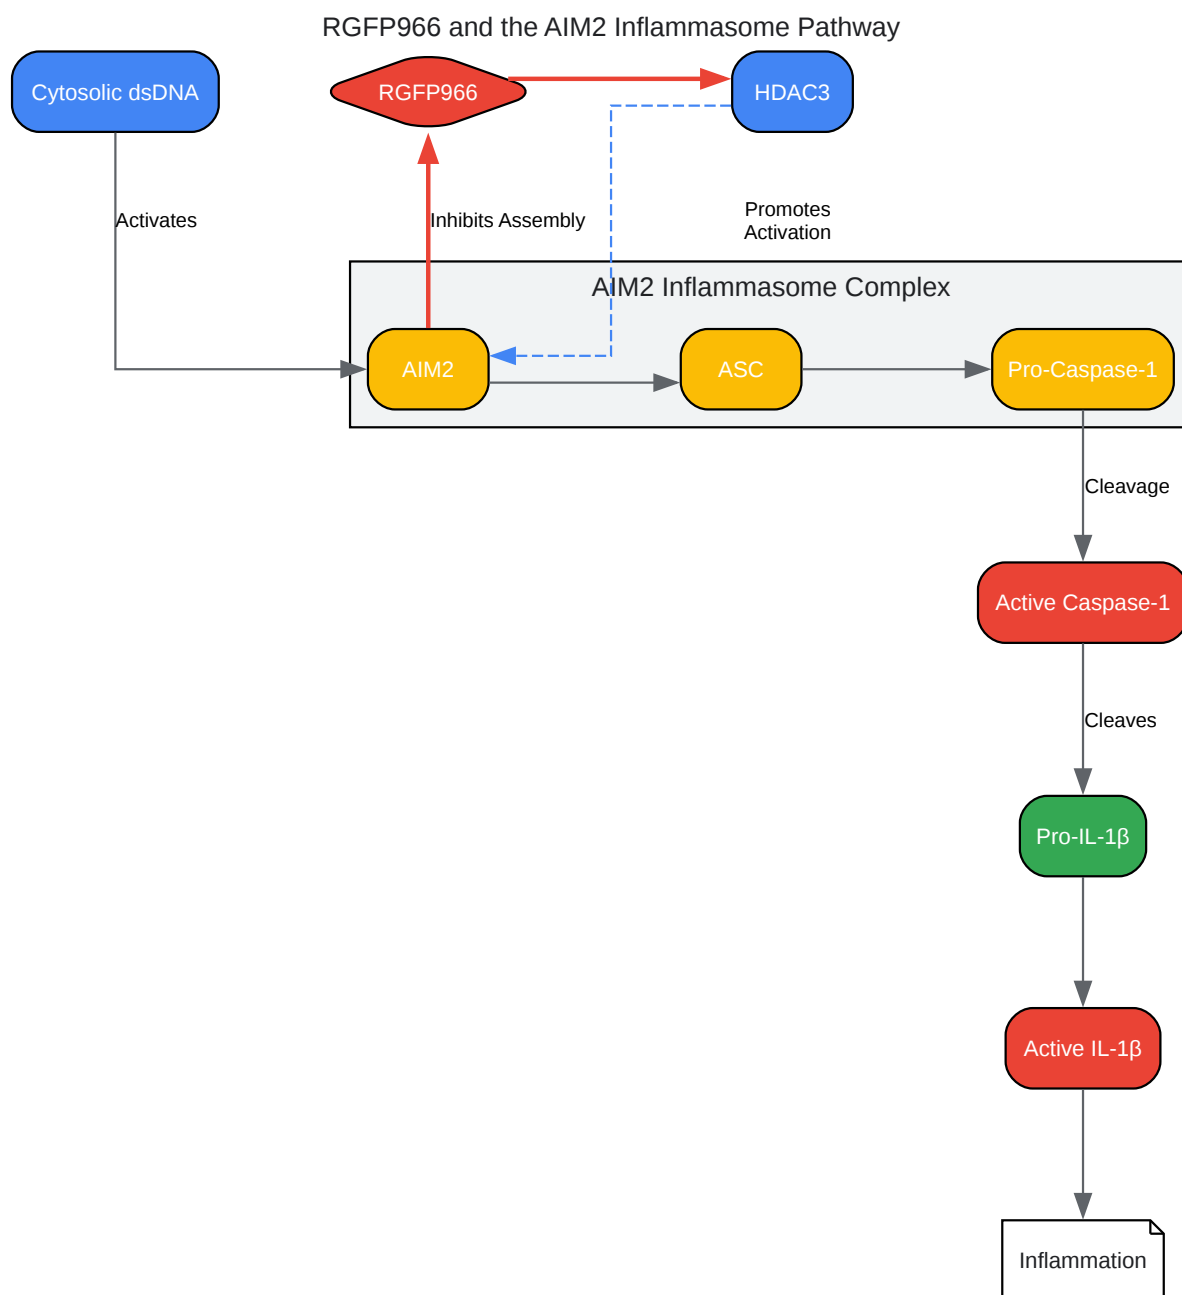 RGFP966 and the AIM2 Inflammasome Pathway
Cytosolic dsDNA
RGFP966
HDAC3
Activates
Inhibits Assembly
Promotes
Activation
AIM2 Inflammasome Complex
AIM2
ASC
Pro-Caspase-1
Cleavage
Active Caspase-1
Cleaves
Pro-IL-1β
Active IL-1β
Inflammation